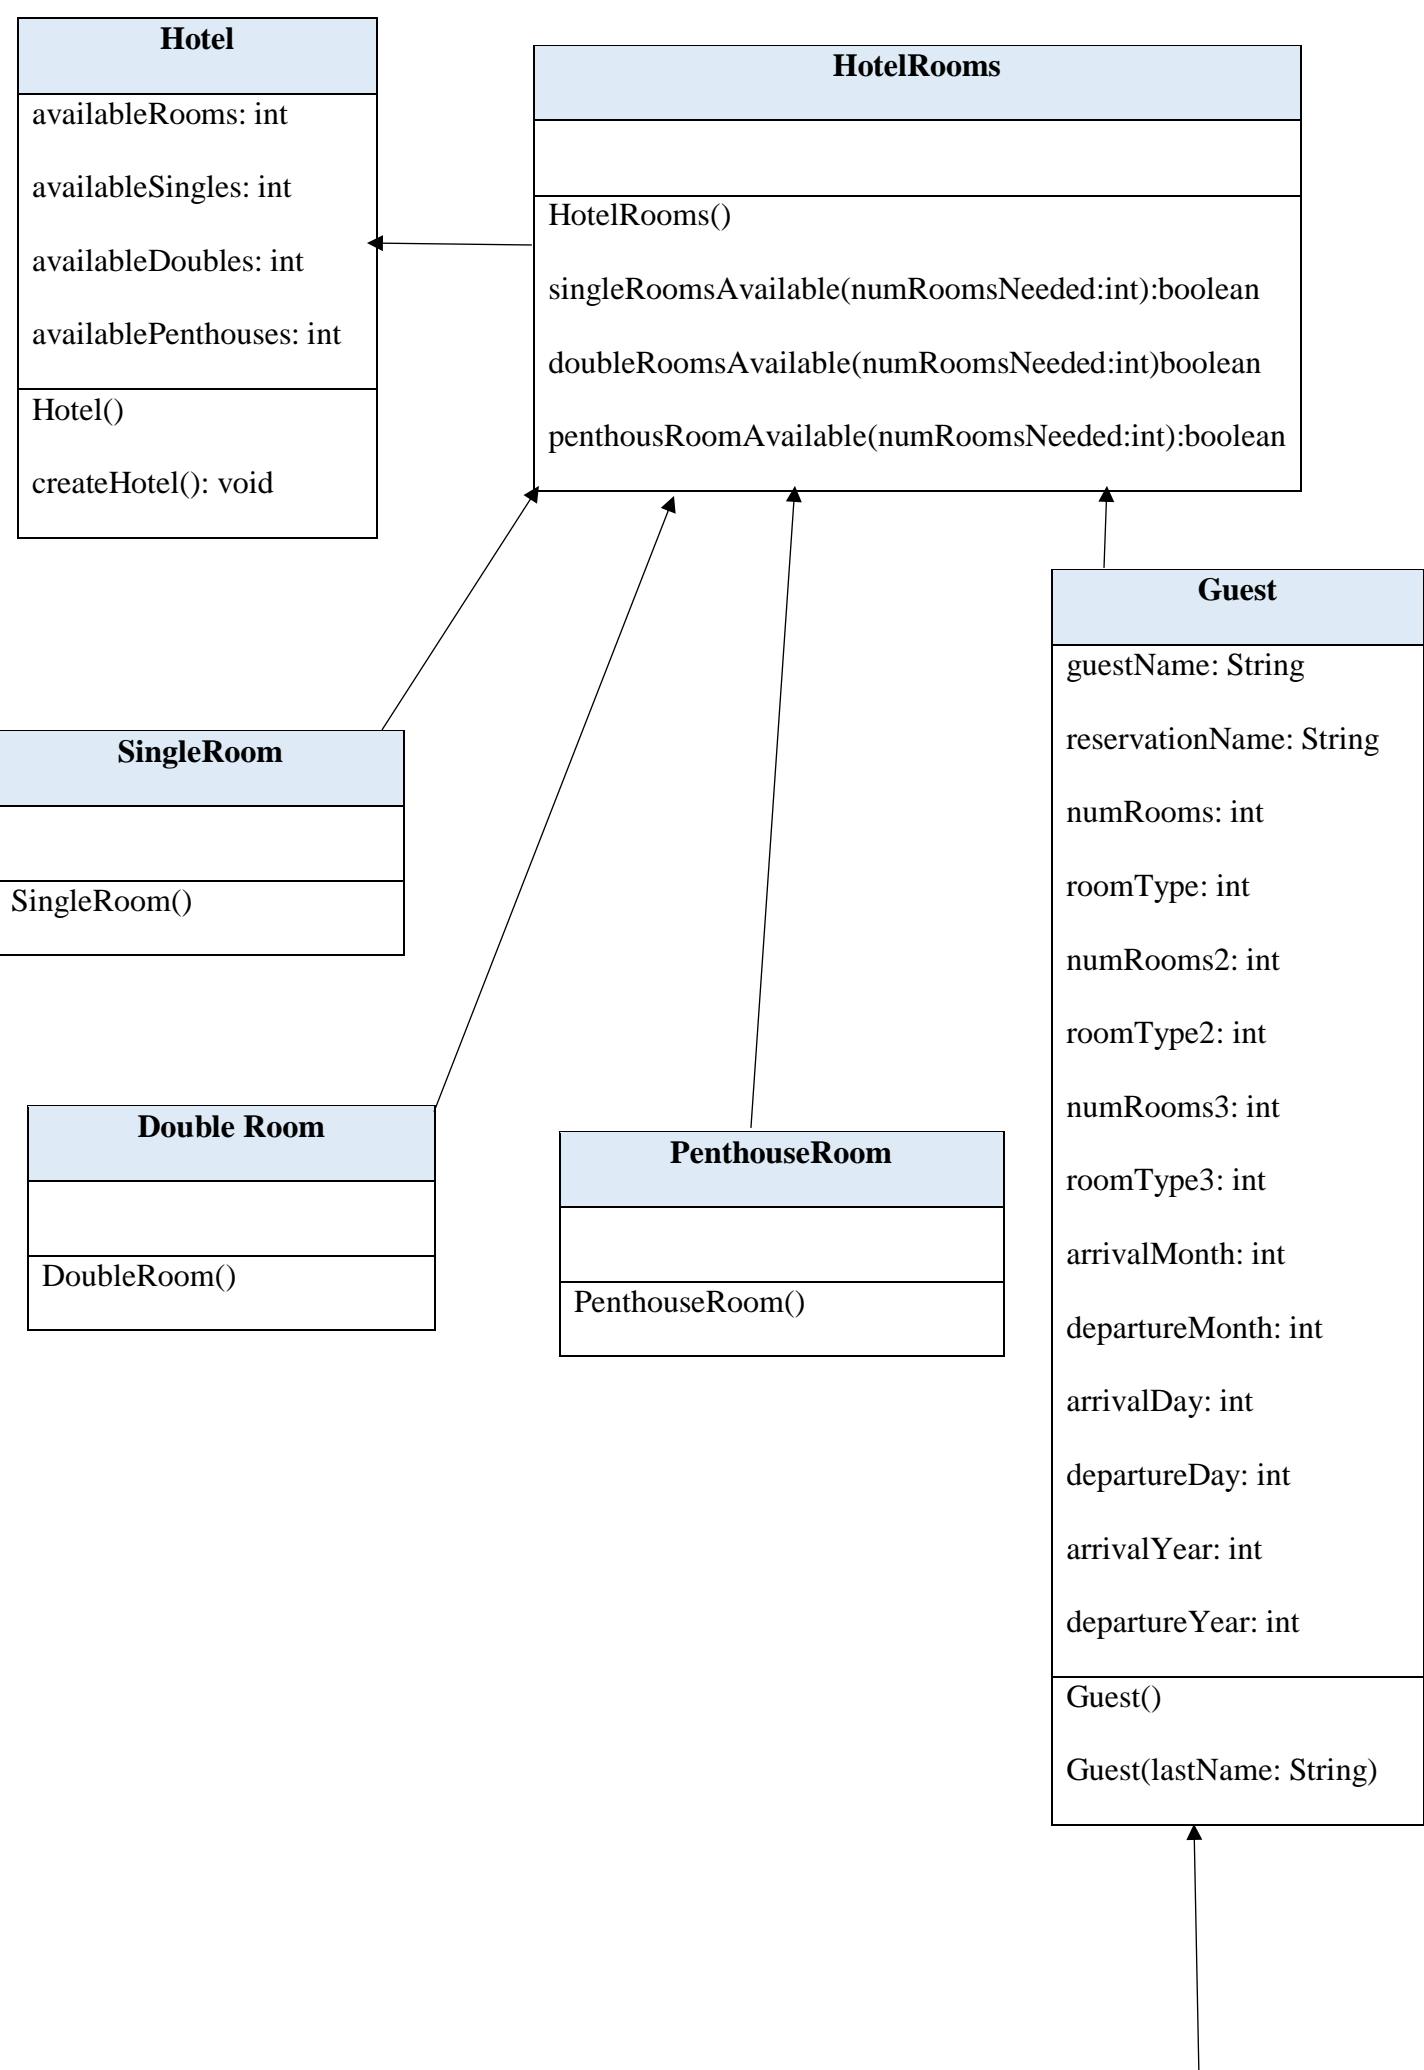 Hotel
availableRooms: int
availableSingles: int
availableDoubles: int
availablePenthouses: int
Hotel()
createHotel(): void
HotelRooms
HotelRooms()
singleRoomsAvailable(numRoomsNeeded:int):boolean
doubleRoomsAvailable(numRoomsNeeded:int)boolean
penthousRoomAvailable(numRoomsNeeded:int):boolean
SingleRoom
SingleRoom()
Double Room
DoubleRoom()
PenthouseRoom
PenthouseRoom()
Guest
guestName: String
reservationName: String
numRooms: int
roomType: int
numRooms2: int
roomType2: int
numRooms3: int
roomType3: int
arrivalMonth: int
departureMonth: int
arrivalDay: int
departureDay: int
arrivalYear: int
departureYear: int
Guest()
Guest(lastName: String)